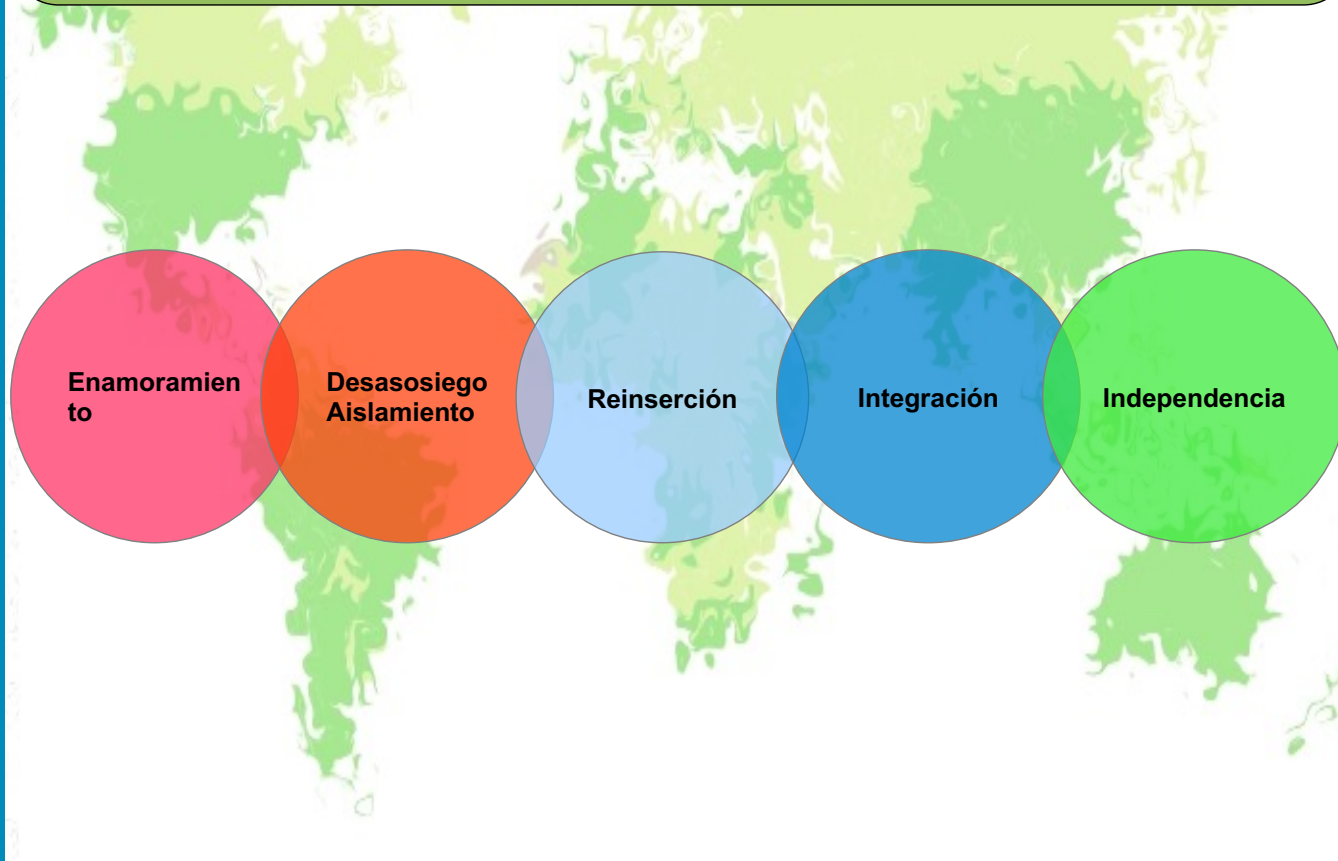 Enamoramien
to
Desasosiego
Aislamiento
Reinserción
Integración
Independencia